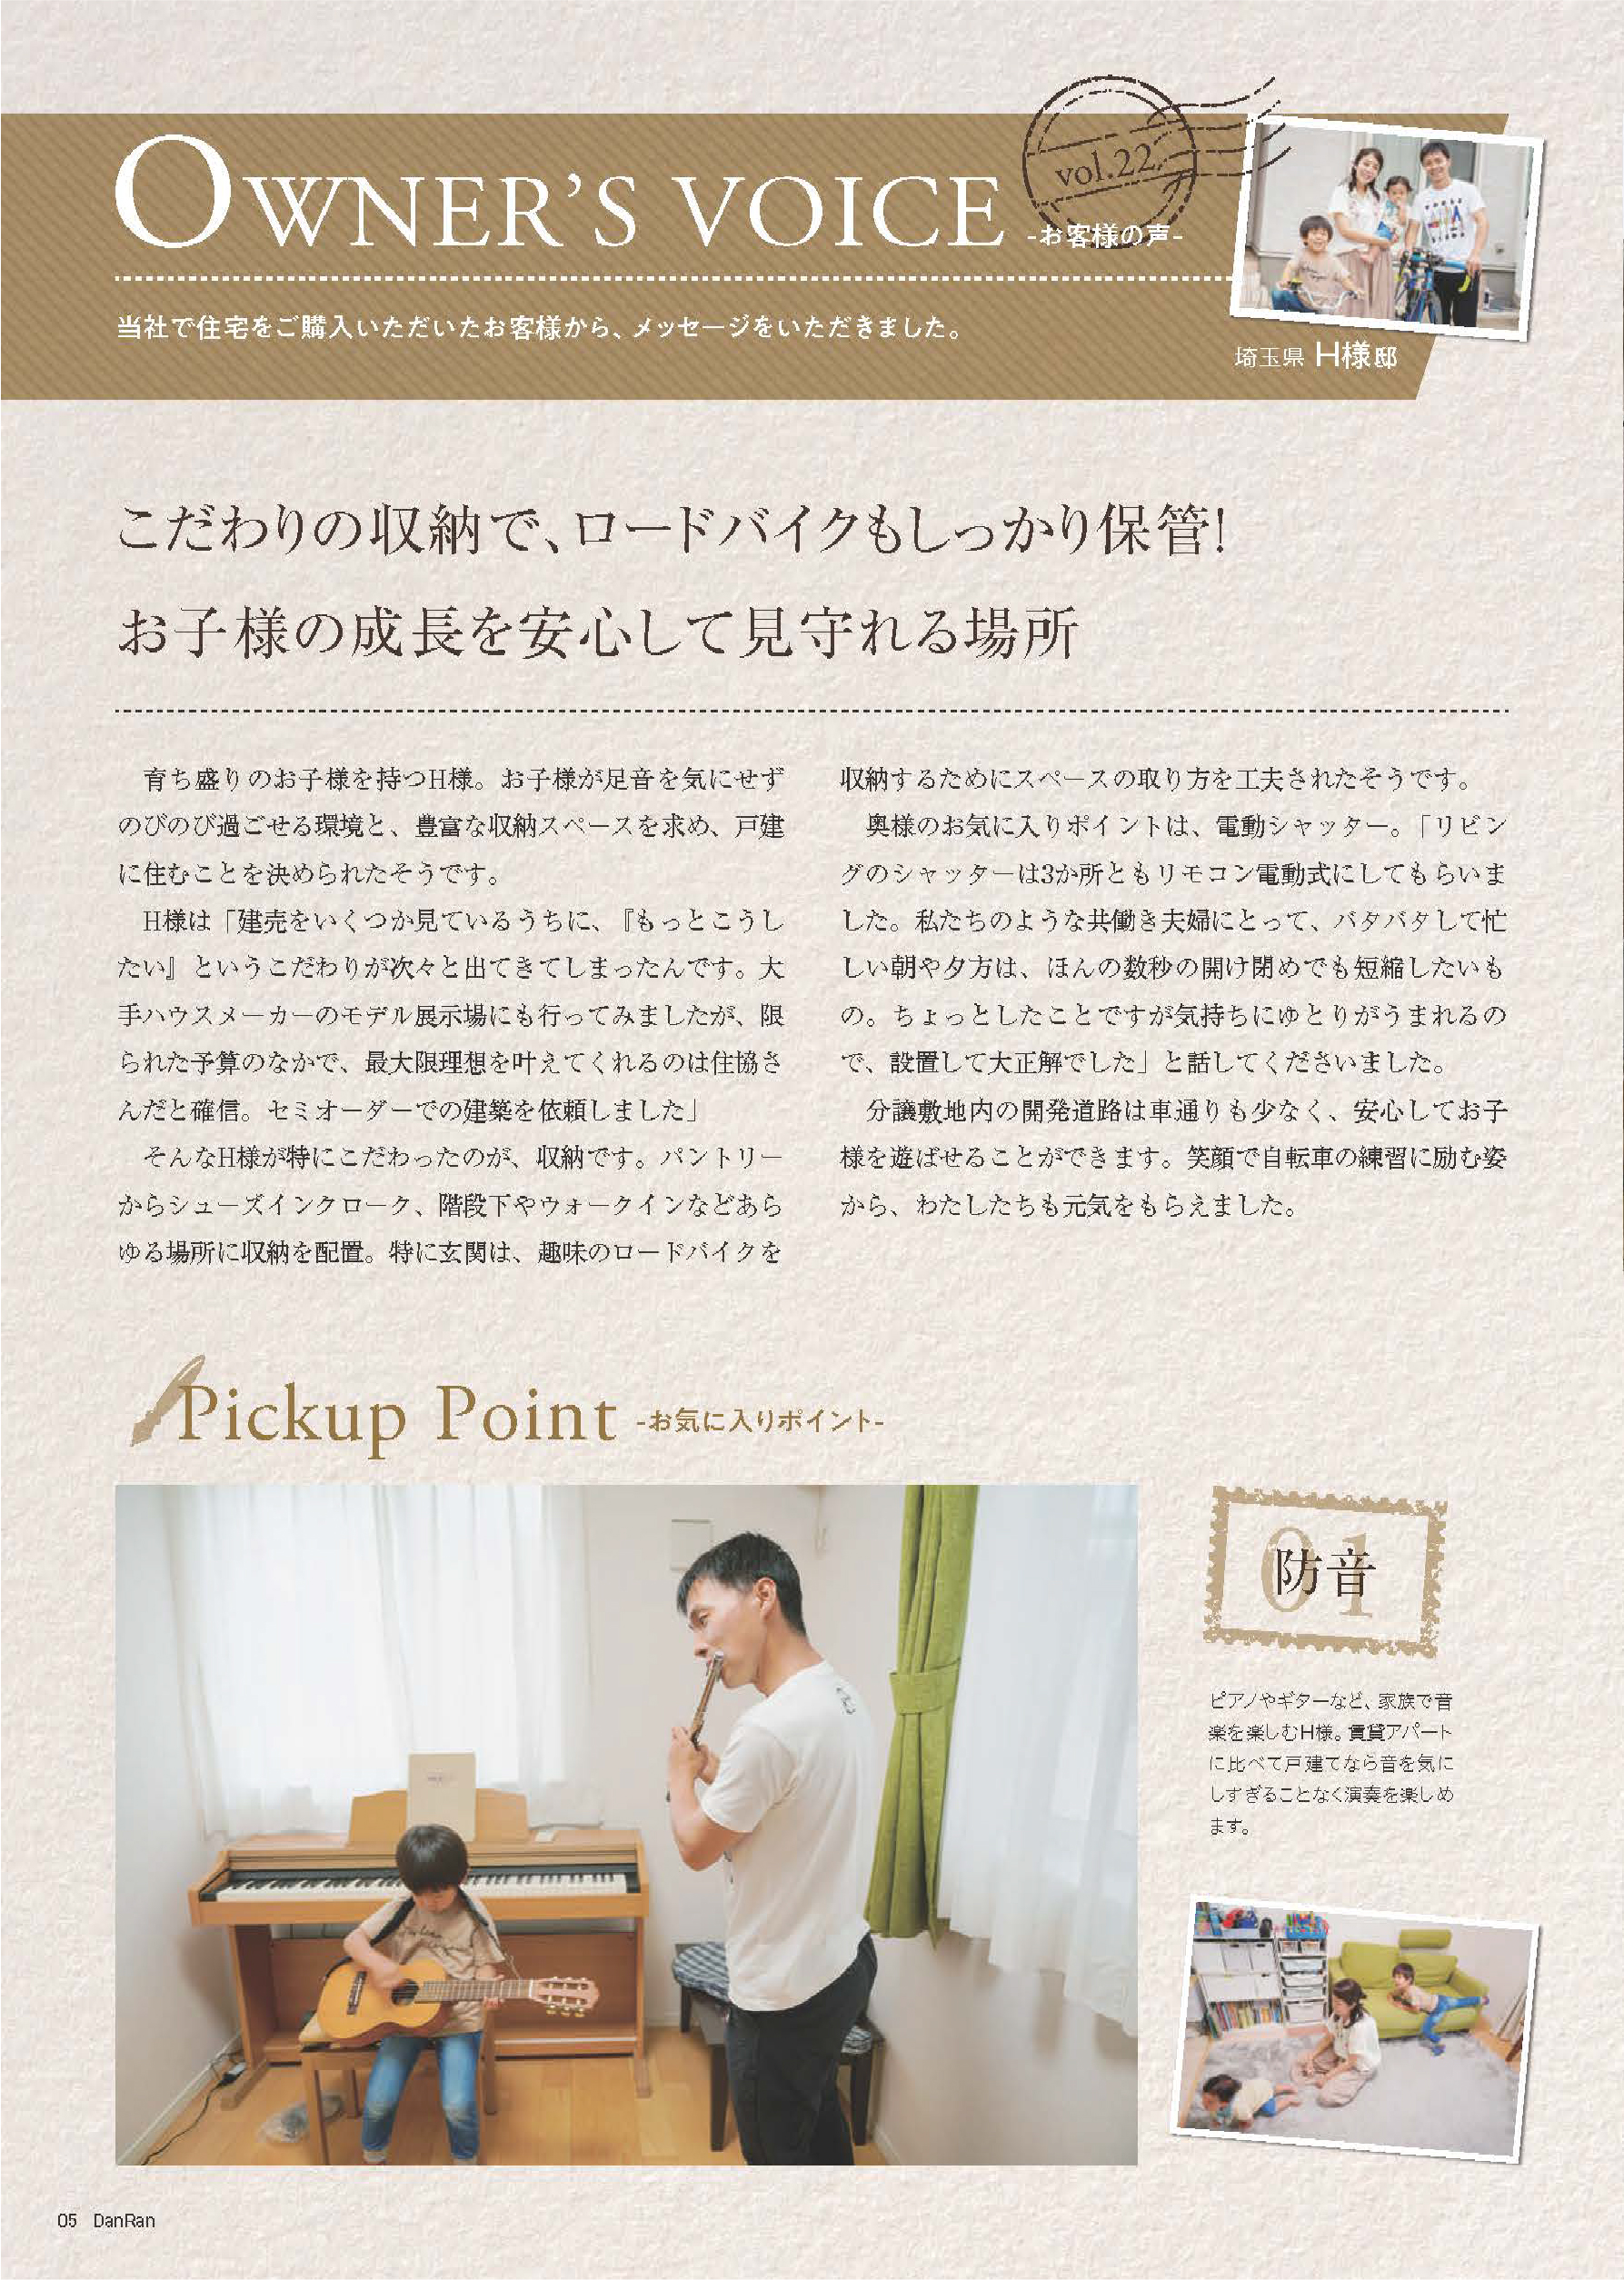 OWNER'S VOICE
vol.22
-お客様の声-
当社で住宅をご購入いただいたお客様から、メッセージをいただきました。
埼玉県 H様邸
こだわりの収納で、ロードバイクもしっかり保管!
お子様の成長を安心して見守れる場所
育ち盛りのお子様を持つH様。お子様が足音を気にせず
のびのび過ごせる環境と、豊富な収納スペースを求め、戸建
に住むことを決められたそうです。
H様は「建売をいくつか見ているうちに、『もっとこうし
たい』というこだわりが次々と出てきてしまったんです。大
手ハウスメーカーのモデル展示場にも行ってみましたが、限
られた予算のなかで、最大限理想を叶えてくれるのは住協さ
んだと確信。セミオーダーでの建築を依頼しました」
そんなH様が特にこだわったのが、収納です。パントリー
からシューズインクローク、階段下やウォークインなどあら
ゆる場所に収納を配置。特に玄関は、趣味のロードバイクを
収納するためにスペースの取り方を工夫されたそうです。
奥様のお気に入りポイントは、電動シャッター。「リビン
グのシャッターは3か所ともリモコン電動式にしてもらいま
した。私たちのような共働き夫婦にとって、バタバタして忙
しい朝や夕方は、ほんの数秒の開け閉めでも短縮したいも
の。ちょっとしたことですが気持ちにゆとりがうまれるの
で、設置して大正解でした」と話してくださいました。
分譲敷地内の開発道路は車通りも少なく、安心してお子
様を遊ばせることができます。笑顔で自転車の練習に励む姿
から、わたしたちも元気をもらえました。
Pickup Point -お気に入りポイント-
01
防音
ピアノやギターなど、家族で音
楽を楽しむH様。賃貸アパート
に比べて戸建てなら音を気に
しすぎることなく演奏を楽しめ
ます。
05 DanRan